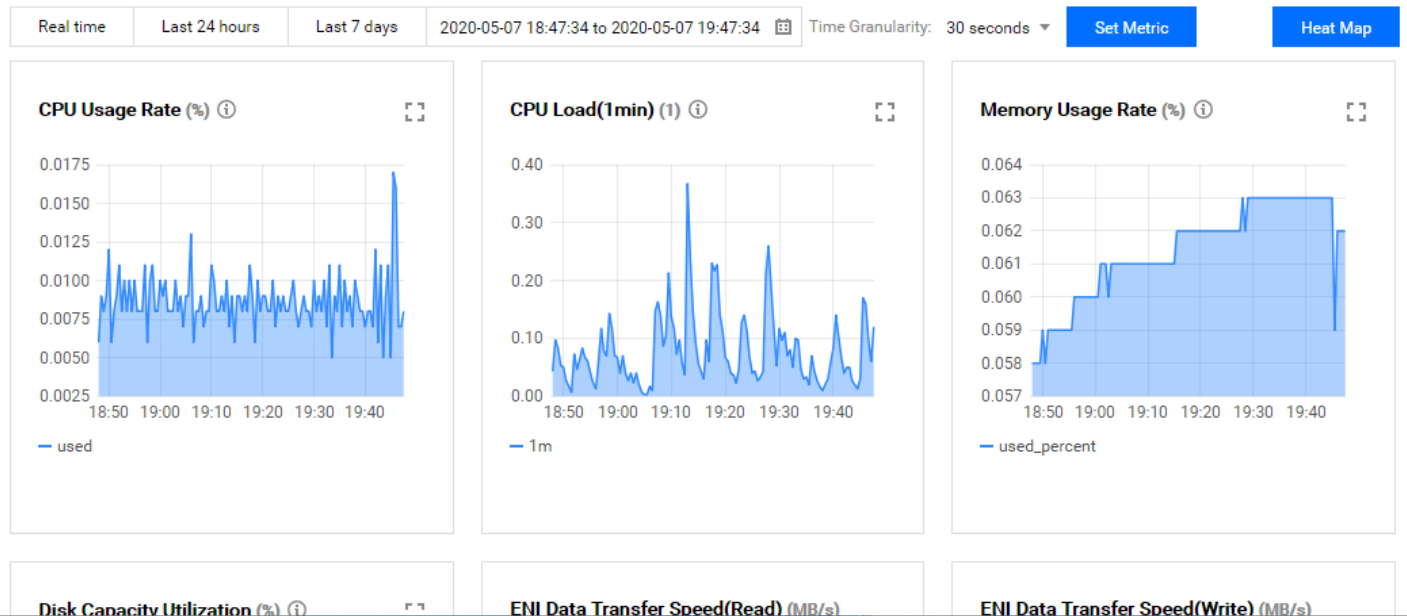 Real time Last 24 hours Last 7 days 2020-05-07 18:47:34 to 2020-05-07 19:47:34 Time Granularity: 30 seconds Set Metric Heat Map
CPU Usage Rate (%)
0.0175
0.0150
0.0125
0.0100
0.0075
0.0050
0.0025
18:50 19:00 19:10 19:20 19:30 19:40
used
CPU Load(1min) (1)
0.40
0.30
0.20
0.10
0.00
18:50 19:00 19:10 19:20 19:30 19:40
1m
Memory Usage Rate (%)
0.064
0.063
0.062
0.061
0.060
0.059
0.058
0.057
18:50 19:00 19:10 19:20 19:30 19:40
used_percent
Disk Capacity Utilization (%)
ENI Data Transfer Speed(Read) (MB/s)
ENI Data Transfer Speed(Write) (MB/s)